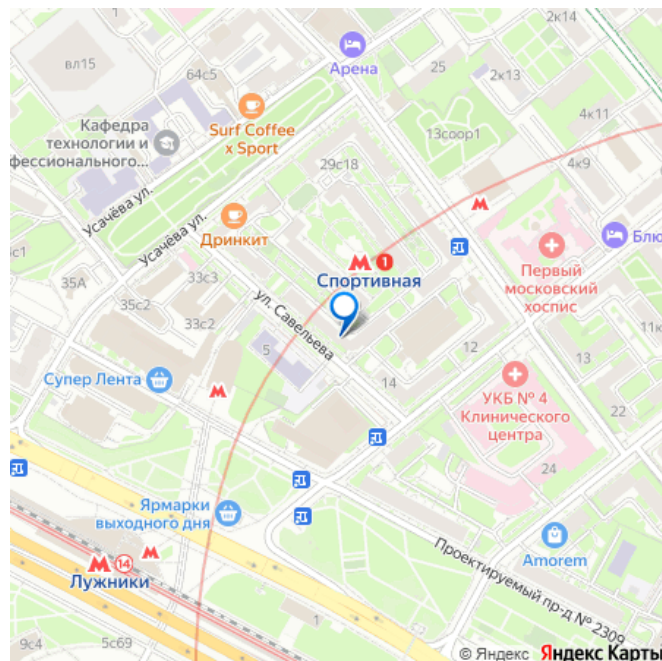 2к14
вл15
64с5
Арена
25
2к13
Кафедра
технологии и
фессионального...
Surf Coffee
x Sport
13соор1
4к11
29с18
4к9
Усачёва ул.
Дринкит
Усачёва ул.
Блю
Первый
московский
хоспис
1
Спортивная
35А
33с3
35с2
33с2
ул. Савельева
5
12
13
Супер Лента
14
УКБ № 4
Клинического
центра
22
24
Ярмарки
выходного дня
Amorem
14
Лужники
Проектируемый пр-д № 2309
1
9с4
5с69
© Яндекс Яндекс Карты